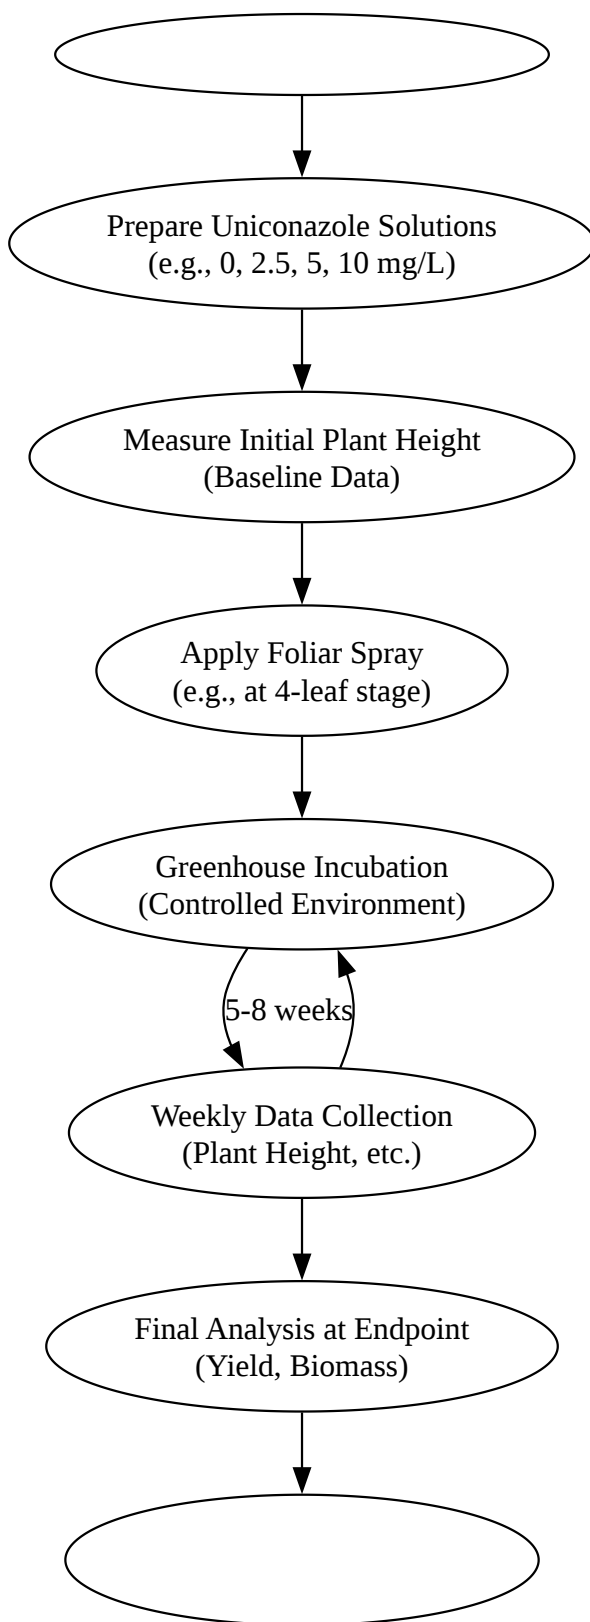 Prepare Uniconazole Solutions
(e.g., 0, 2.5, 5, 10 mg/L)
Measure Initial Plant Height
(Baseline Data)
Apply Foliar Spray
(e.g., at 4-leaf stage)
Greenhouse Incubation
(Controlled Environment)
5-8 weeks
Weekly Data Collection
(Plant Height, etc.)
Final Analysis at Endpoint
(Yield, Biomass)